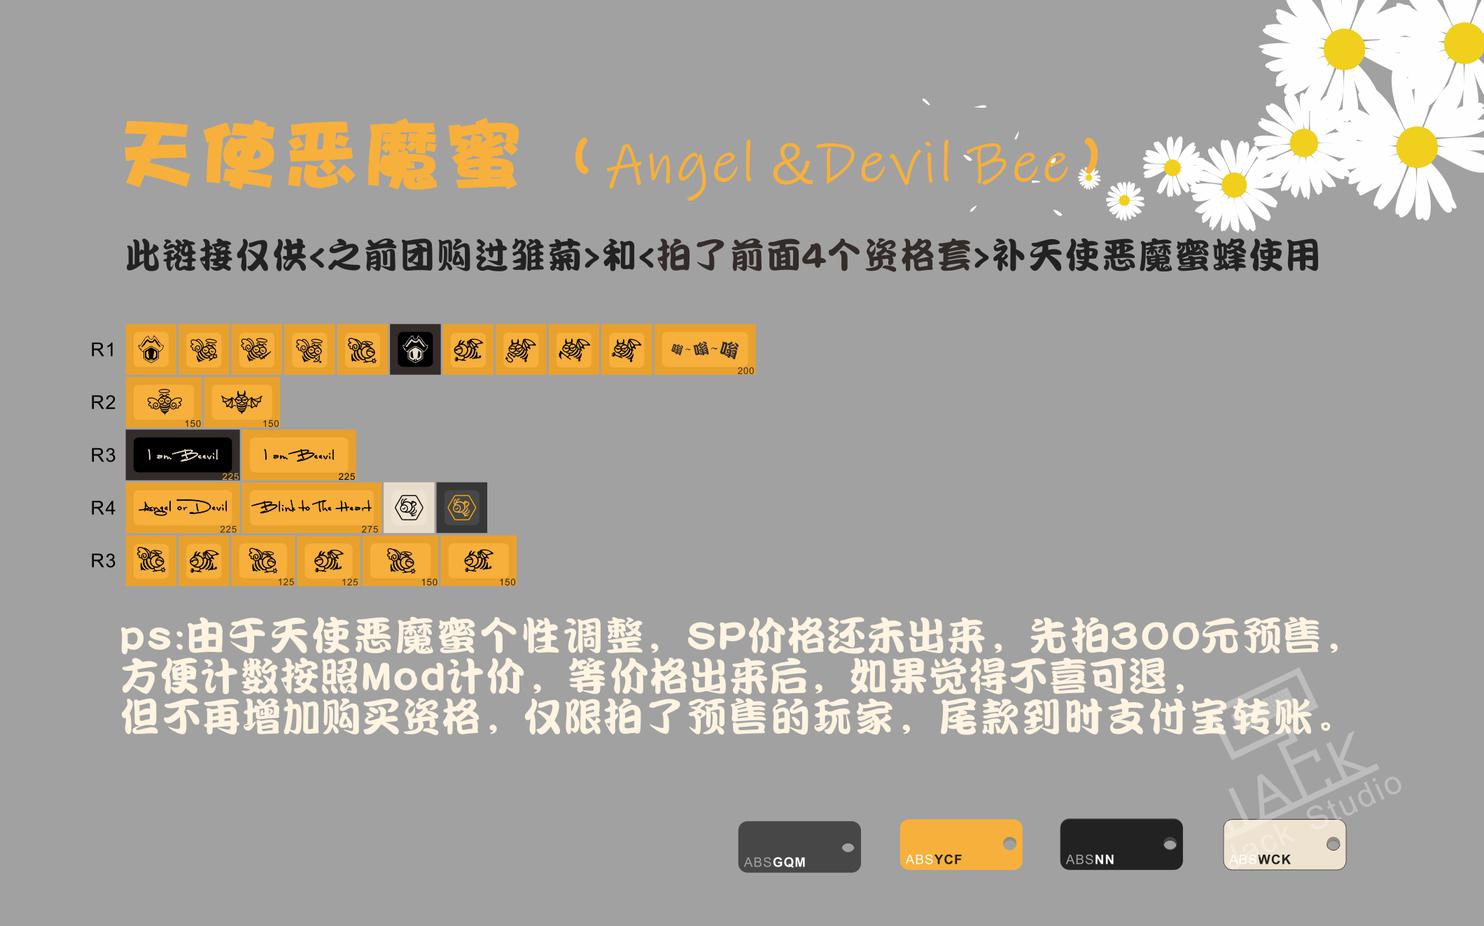 天使恶魔蜜 （Angel &Devil Bee）
此链接仅供<之前团购过雏菊>和<拍了前面4个资格套>补天使恶魔蜜蜂使用
R1
嗡~嗡~嗡
200
R2
150
150
R3
I am Beevil
225
I am Beevil
225
R4
Angel or Devil
225
Blind to The Heart
275
R3
125
125
150
150
ps:由于天使恶魔蜜个性调整，SP价格还未出来，先拍300元预售，
方便计数按照Mod计价，等价格出来后，如果觉得不喜可退，
但不再增加购买资格，仅限拍了预售的玩家，尾款到时支付宝转账。
JACK
Jack Studio
ABSGQM
ABSYCF
ABSNN
ABSWCK